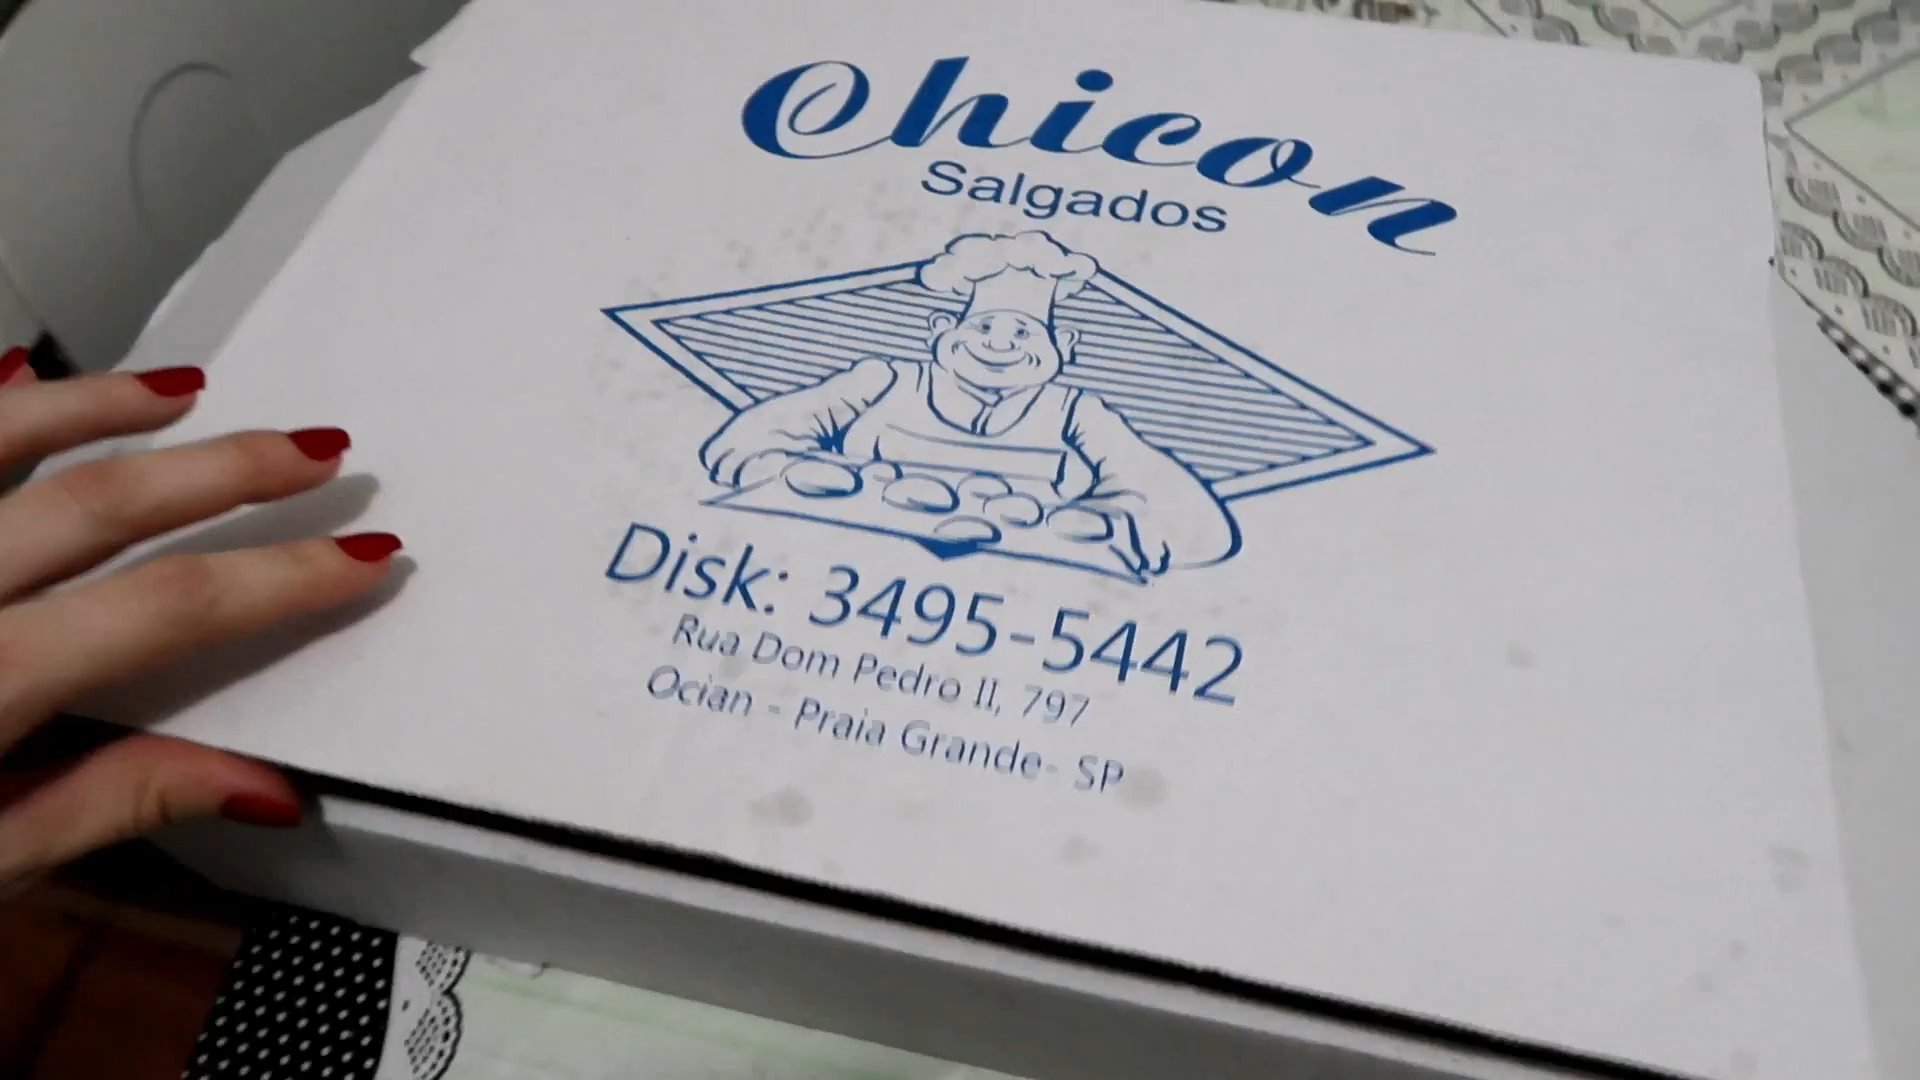 Chicon
Salgados
Disk: 3495-5442
Rua Dom Pedro II, 797
Ocian - Praia Grande- SP